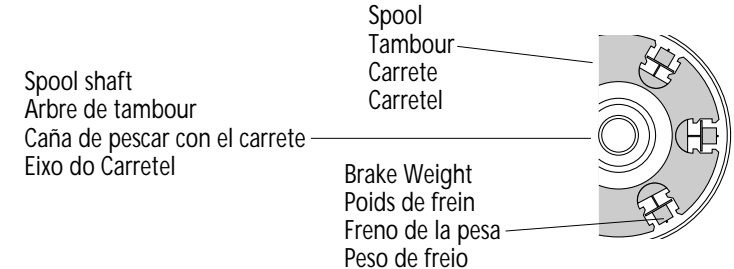 Spool
Tambour
Carrete
Carretel
Spool shaft
Arbre de tambour
Caña de pescar con el carrete
Eixo do Carretel
Brake Weight
Poids de frein
Freno de la pesa
Peso de freio